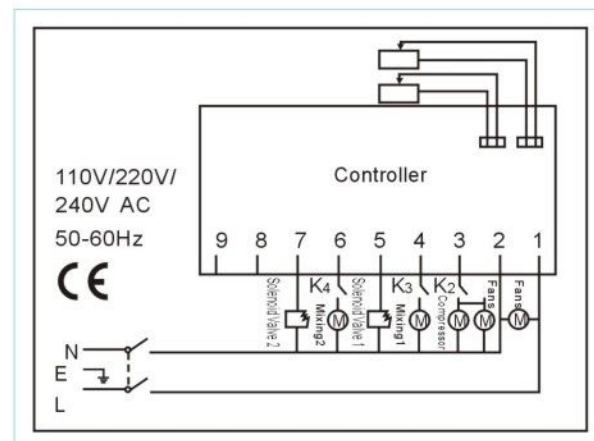 Controller
110V/220V/
240V AC
50-60Hz
CE
9 8 7 6 5 4 3 2 1
K4 K3 K2
Solenoid Valve 2
Mixing2
Solenoid Valve 1
Mixing1
Compressor
Fans
Fans
M M M M M
N
E
L